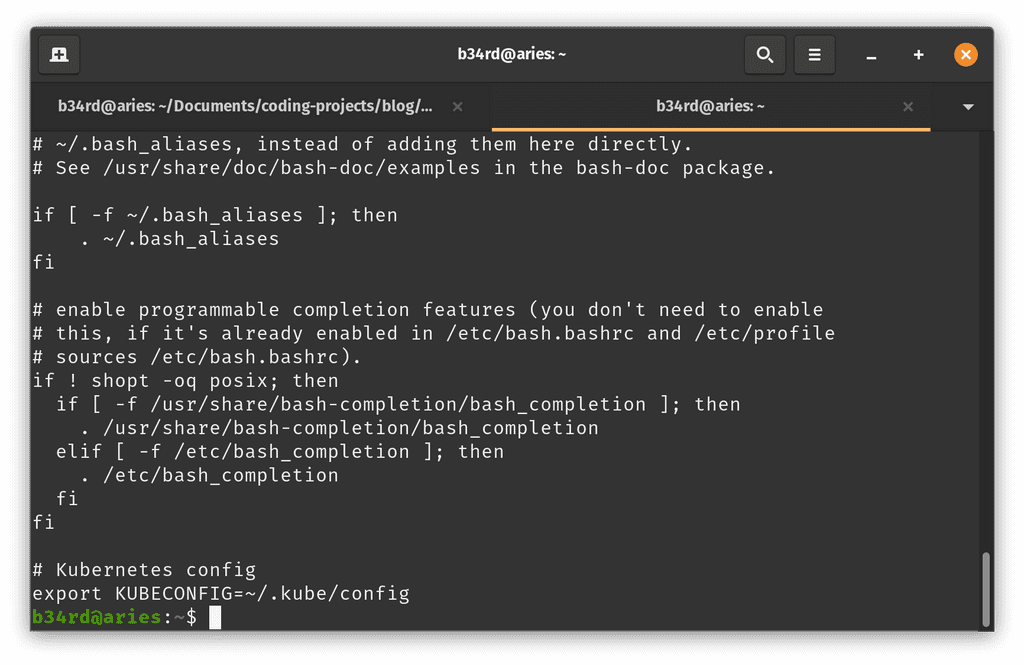 b34rd@aries: ~
b34rd@aries: ~/Documents/coding-projects/blog/...
b34rd@aries: ~
# ~/.bash_aliases, instead of adding them here directly.
# See /usr/share/doc/bash-doc/examples in the bash-doc package.

if [ -f ~/.bash_aliases ]; then
    . ~/.bash_aliases
fi

# enable programmable completion features (you don't need to enable
# this, if it's already enabled in /etc/bash.bashrc and /etc/profile
# sources /etc/bash.bashrc).
if ! shopt -oq posix; then
  if [ -f /usr/share/bash-completion/bash_completion ]; then
    . /usr/share/bash-completion/bash_completion
  elif [ -f /etc/bash_completion ]; then
    . /etc/bash_completion
  fi
fi

# Kubernetes config
export KUBECONFIG=~/.kube/config
b34rd@aries:~$